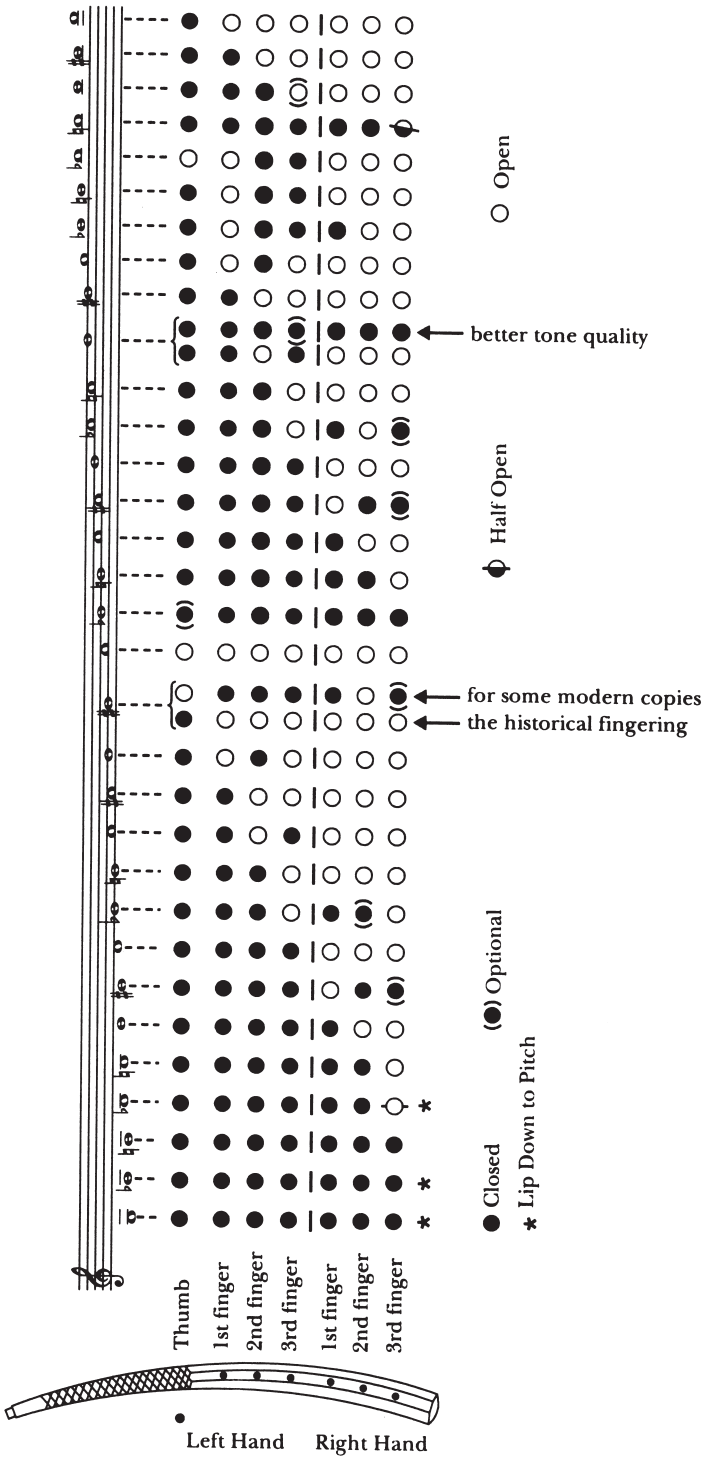 Open
better tone quality
Half Open
for some modern copies
the historical fingering
(●) Optional
Closed
* Lip Down to Pitch
*
*
*
Thumb
1st finger
2nd finger
3rd finger
1st finger
2nd finger
3rd finger
Left Hand
Right Hand